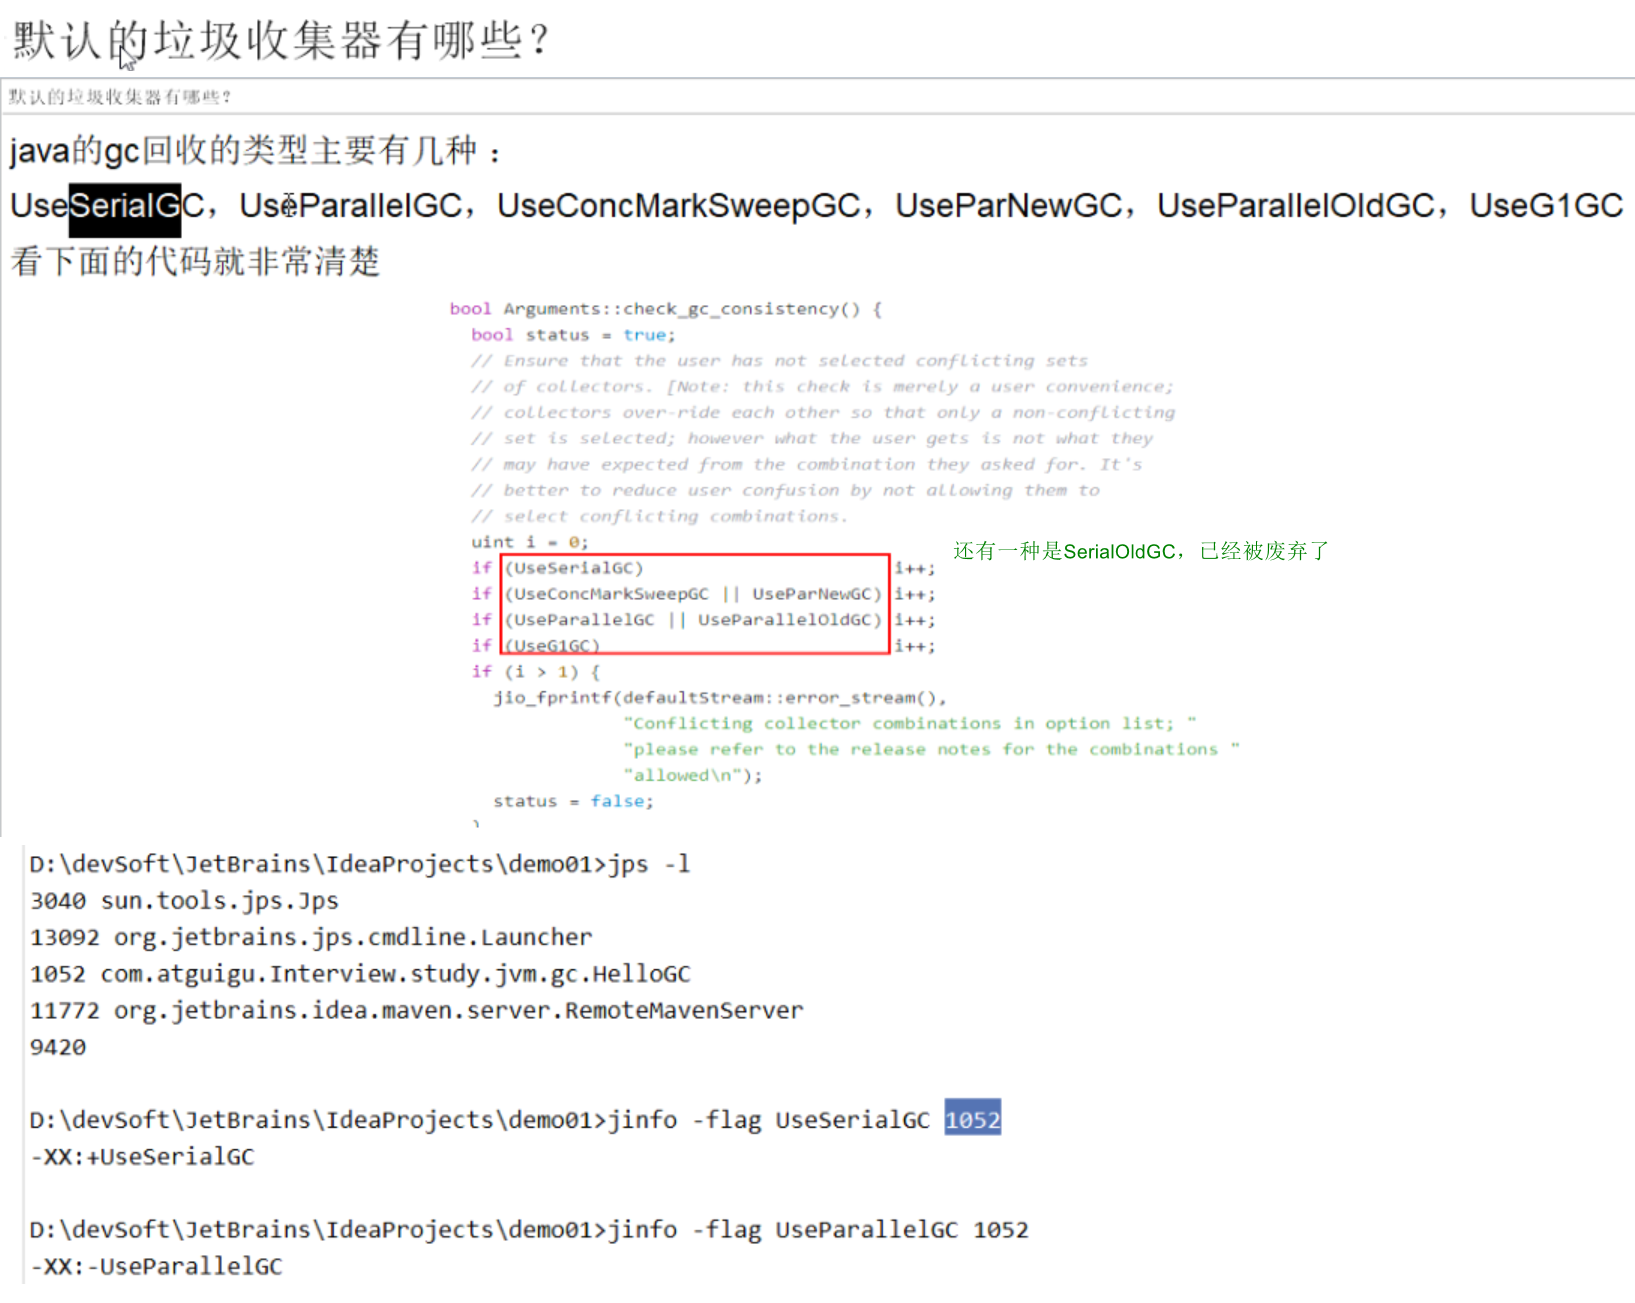 默认的垃圾收集器有哪些？
默认的垃圾收集器有哪些？
java的gc回收的类型主要有几种：
UseSerialGC，UseParallelGC，UseConcMarkSweepGC，UseParNewGC，UseParallelOldGC，UseG1GC
看下面的代码就非常清楚
bool Arguments::check_gc_consistency() {
bool status = true;
// Ensure that the user has not selected conflicting sets
// of collectors. [Note: this check is merely a user convenience;
// collectors over-ride each other so that only a non-conflicting
// set is selected; however what the user gets is not what they
// may have expected from the combination they asked for. It's
// better to reduce user confusion by not allowing them to
// select conflicting combinations.
uint i = 0;
还有一种是SerialOldGC，已经被废弃了
if (UseSerialGC) i++;
if (UseConcMarkSweepGC || UseParNewGC) i++;
if (UseParallelGC || UseParallelOldGC) i++;
if (UseG1GC) i++;
if (i > 1) {
jio_fprintf(defaultStream::error_stream(),
"Conflicting collector combinations in option list; "
"please refer to the release notes for the combinations "
"allowed\n");
status = false;
}
D:\devSoft\JetBrains\IdeaProjects\demo01>jps -l
3040 sun.tools.jps.Jps
13092 org.jetbrains.jps.cmdline.Launcher
1052 com.atguigu.Interview.study.jvm.gc.HelloGC
11772 org.jetbrains.idea.maven.server.RemoteMavenServer
9420
D:\devSoft\JetBrains\IdeaProjects\demo01>jinfo -flag UseSerialGC 1052
-XX:+UseSerialGC
D:\devSoft\JetBrains\IdeaProjects\demo01>jinfo -flag UseParallelGC 1052
-XX:-UseParallelGC